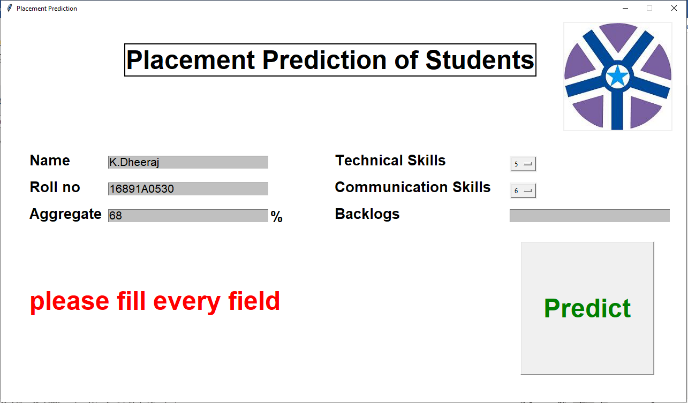 Placement Prediction
Placement Prediction of Students
Name K.Dheeraj
Roll no 16891A0530
Aggregate 68 %
Technical Skills 5
Communication Skills 6
Backlogs
please fill every field
Predict